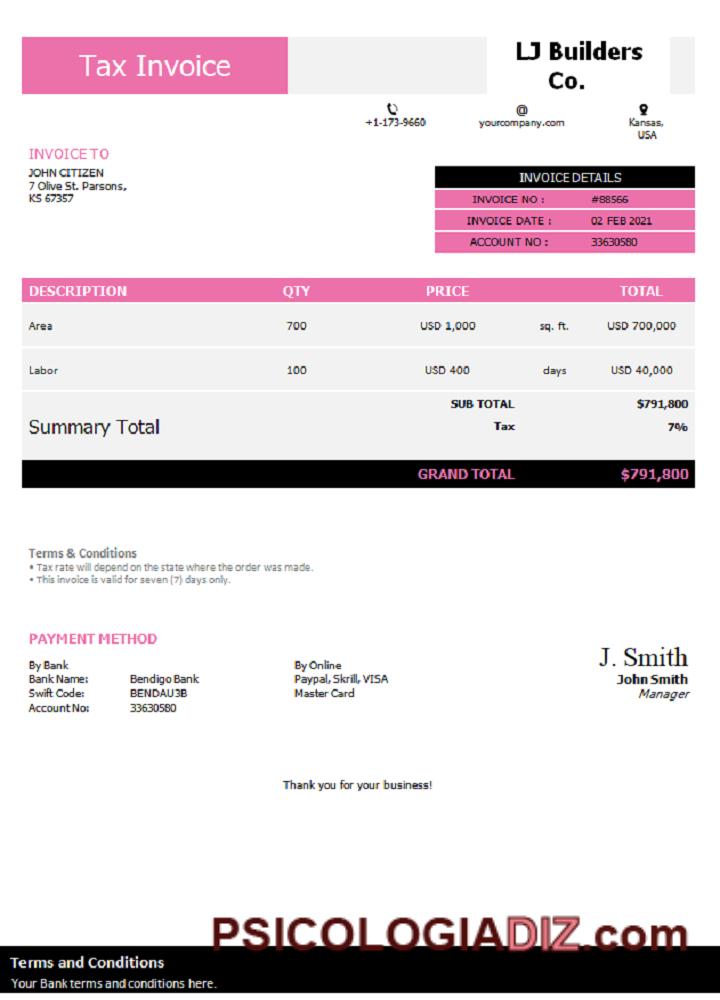 Tax Invoice
LJ Builders
Co.
+1-173-9660
@
yourcompany.com
Kansas,
USA
INVOICE TO
JOHN CITIZEN
7 Olive St. Parsons,
KS 67357
INVOICE DETAILS
INVOICE NO : #88566
INVOICE DATE : 02 FEB 2021
ACCOUNT NO : 33630580
DESCRIPTION QTY PRICE TOTAL
Area 700 USD 1,000 sq. ft. USD 700,000
Labor 100 USD 400 days USD 40,000
SUB TOTAL $791,800
Summary Total
Tax 7%
GRAND TOTAL $791,800
Terms & Conditions
• Tax rate will depend on the state where the order was made.
• This invoice is valid for seven (7) days only.
PAYMENT METHOD
By Bank
Bank Name: Bendigo Bank
Swift Code: BENDAU3B
Account No: 33630580
By Online
Paypal, Skrill, VISA
Master Card
J. Smith
John Smith
Manager
Thank you for your business!
PSICOLOGIADIZ.com
Terms and Conditions
Your Bank terms and conditions here.